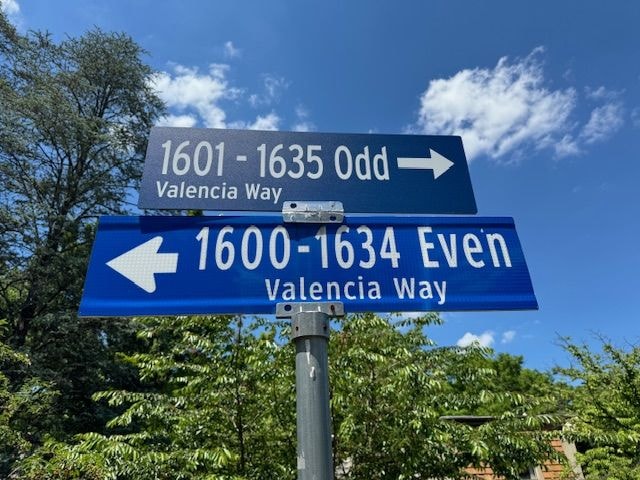 1601 - 1635 Odd →
Valencia Way
← 1600-1634 Even
Valencia Way